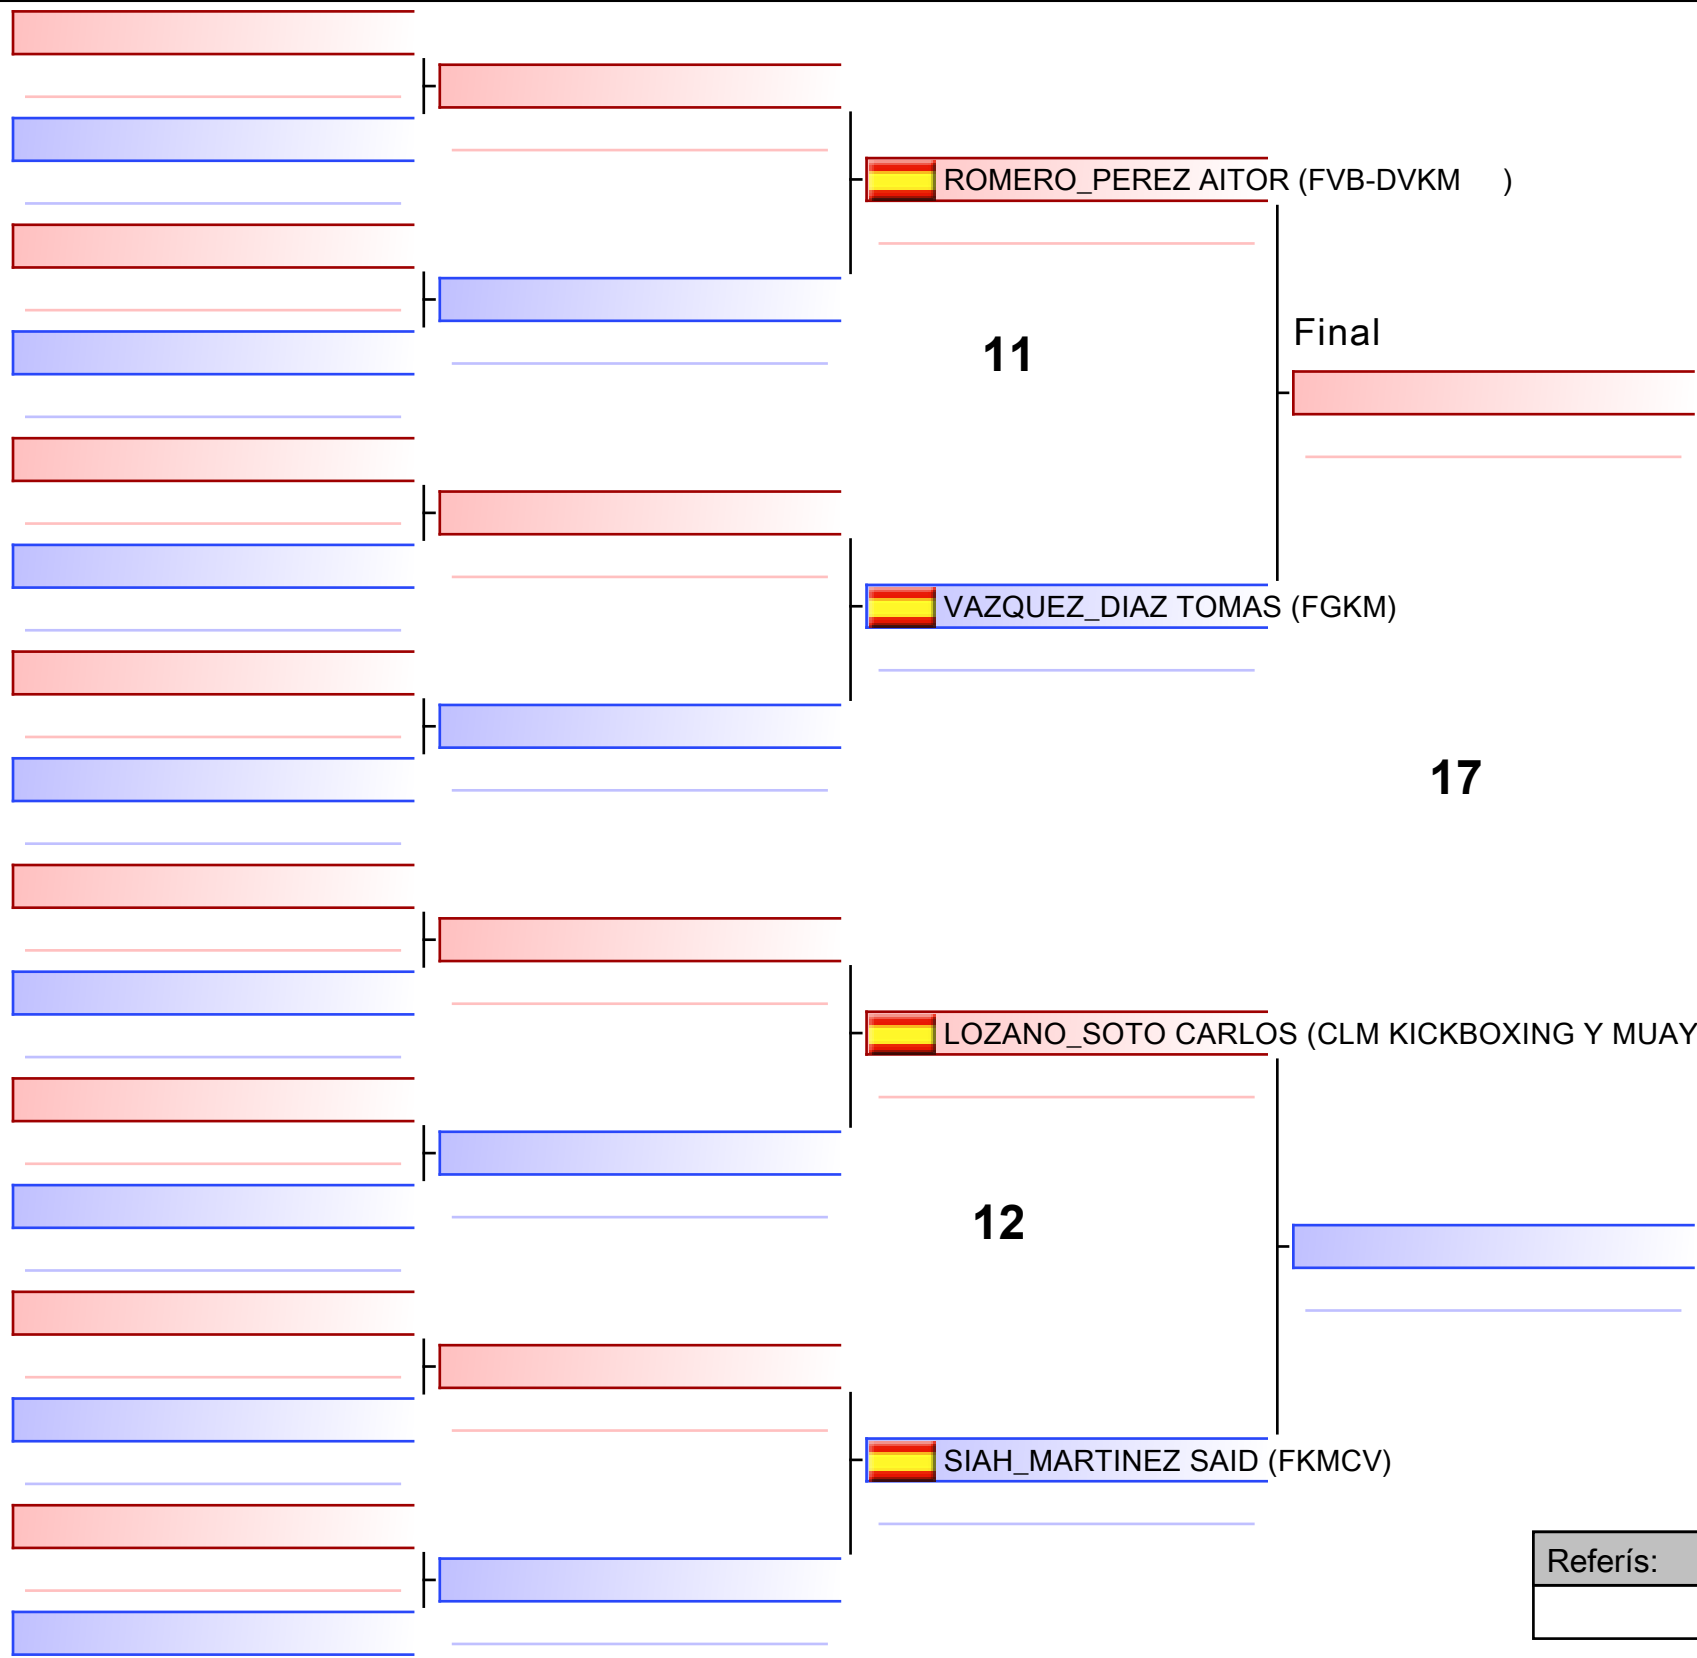 ROMERO_PEREZ AITOR (FVB-DVKM )
Final
11
VAZQUEZ_DIAZ TOMAS (FGKM)
17
LOZANO_SOTO CARLOS (CLM KICKBOXING Y MUAY
12
SIAH_MARTINEZ SAID (FKMCV)
Referís: